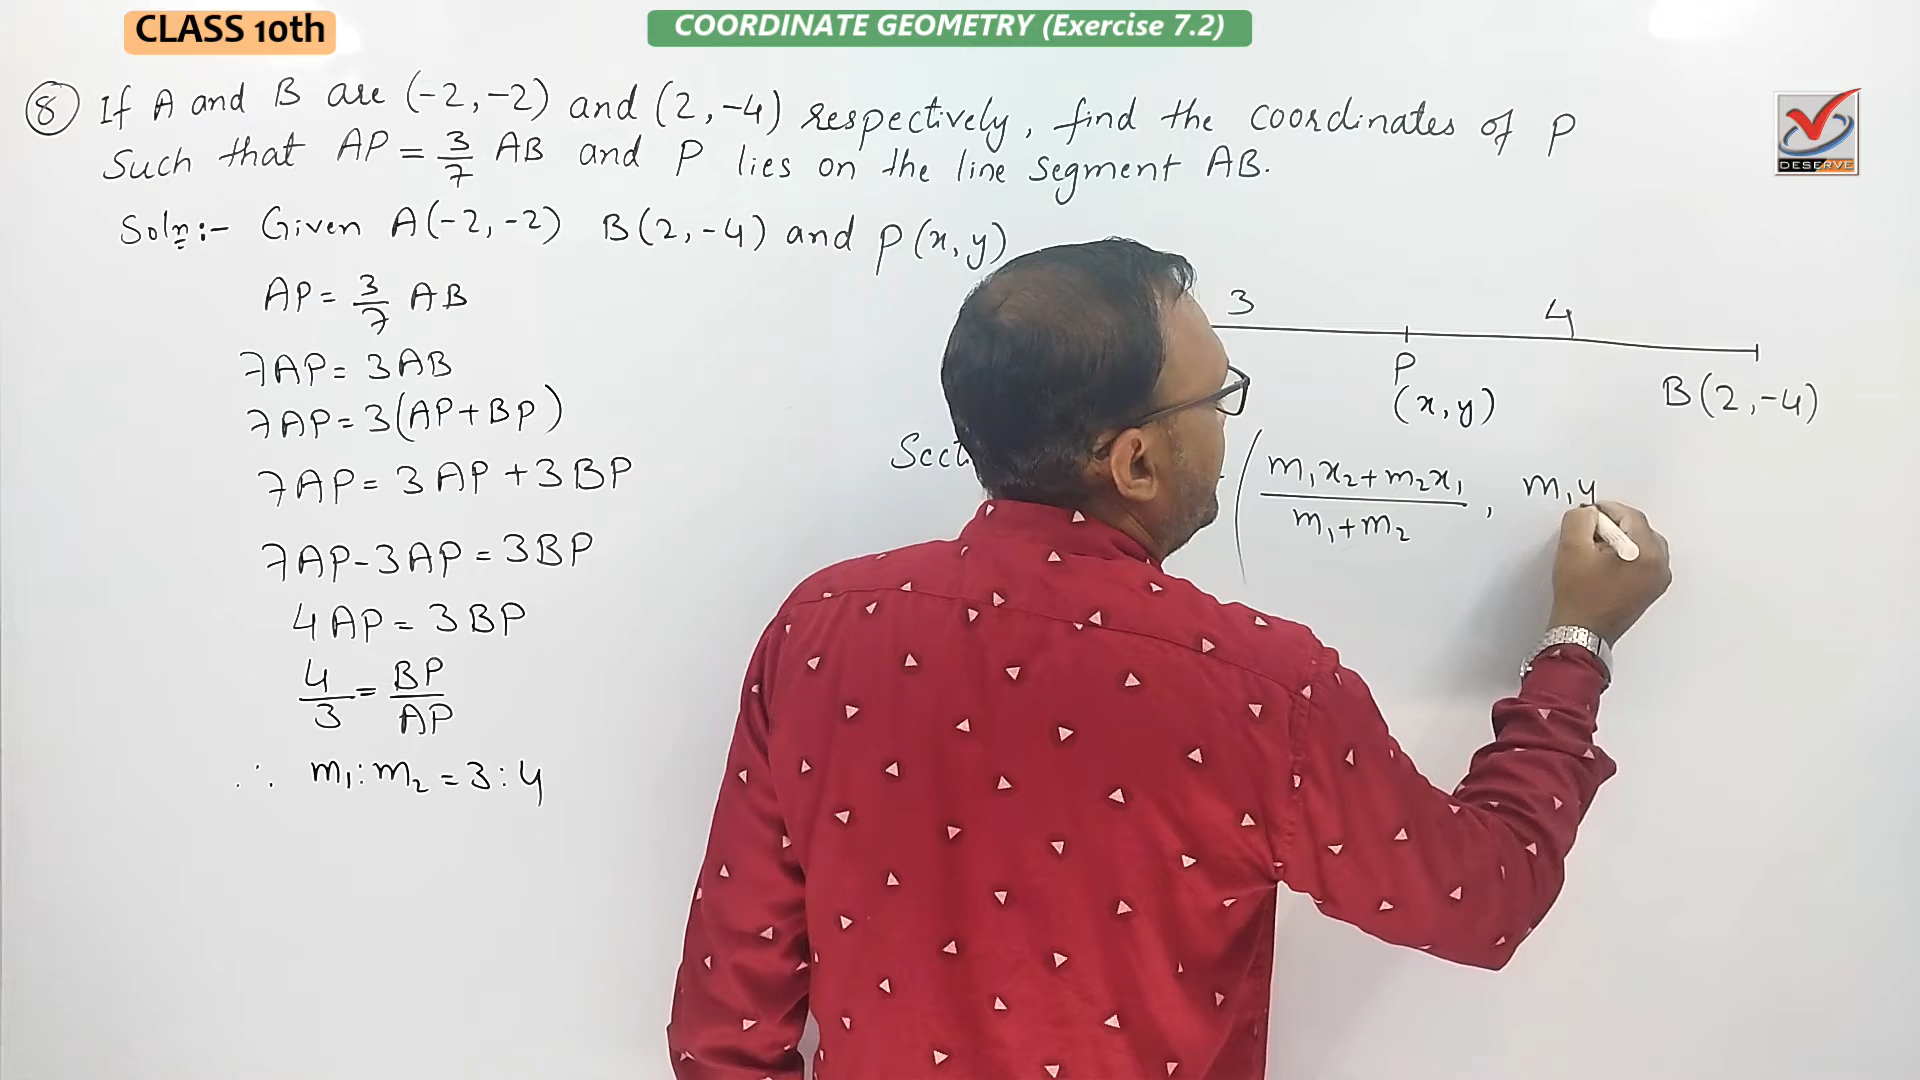 CLASS 10th
COORDINATE GEOMETRY (Exercise 7.2)
DESERVE
⑧ If A and B are (-2,-2) and (2,-4) respectively, find the coordinates of P
Such that AP = 3/7 AB and P lies on the line segment AB.
Soln:- Given A(-2,-2) B(2,-4) and P(x,y)
AP = 3/7 AB
7AP = 3AB
7AP = 3(AP+BP)
7AP = 3AP+3BP
7AP-3AP = 3BP
4AP = 3BP
4/3 = BP/AP
∴ m₁:m₂ = 3:4
3 4
P
(x,y)
B(2,-4)
(m₁x₂+m₂x₁/m₁+m₂, m₁y